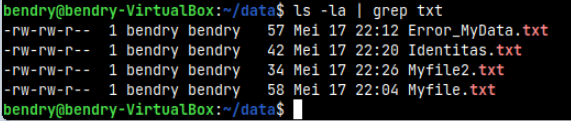 bendry@bendry-VirtualBox:~/data$ ls -la | grep txt
-rw-rw-r--  1 bendry bendry   57 Mei 17 22:12 Error_MyData.txt
-rw-rw-r--  1 bendry bendry   42 Mei 17 22:20 Identitas.txt
-rw-rw-r--  1 bendry bendry   34 Mei 17 22:26 Myfile2.txt
-rw-rw-r--  1 bendry bendry   58 Mei 17 22:04 Myfile.txt
bendry@bendry-VirtualBox:~/data$